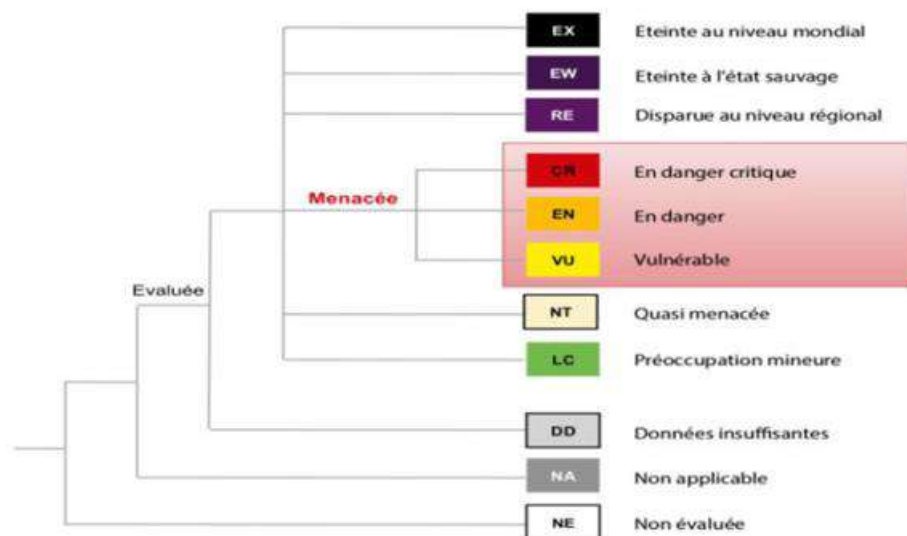 EX Eteinte au niveau mondial
EW Eteinte à l'état sauvage
RE Disparue au niveau régional
CR En danger critique
Menacée
EN En danger
VU Vulnérable
Evaluée
NT Quasi menacée
LC Préoccupation mineure
DD Données insuffisantes
NA Non applicable
NE Non évaluée